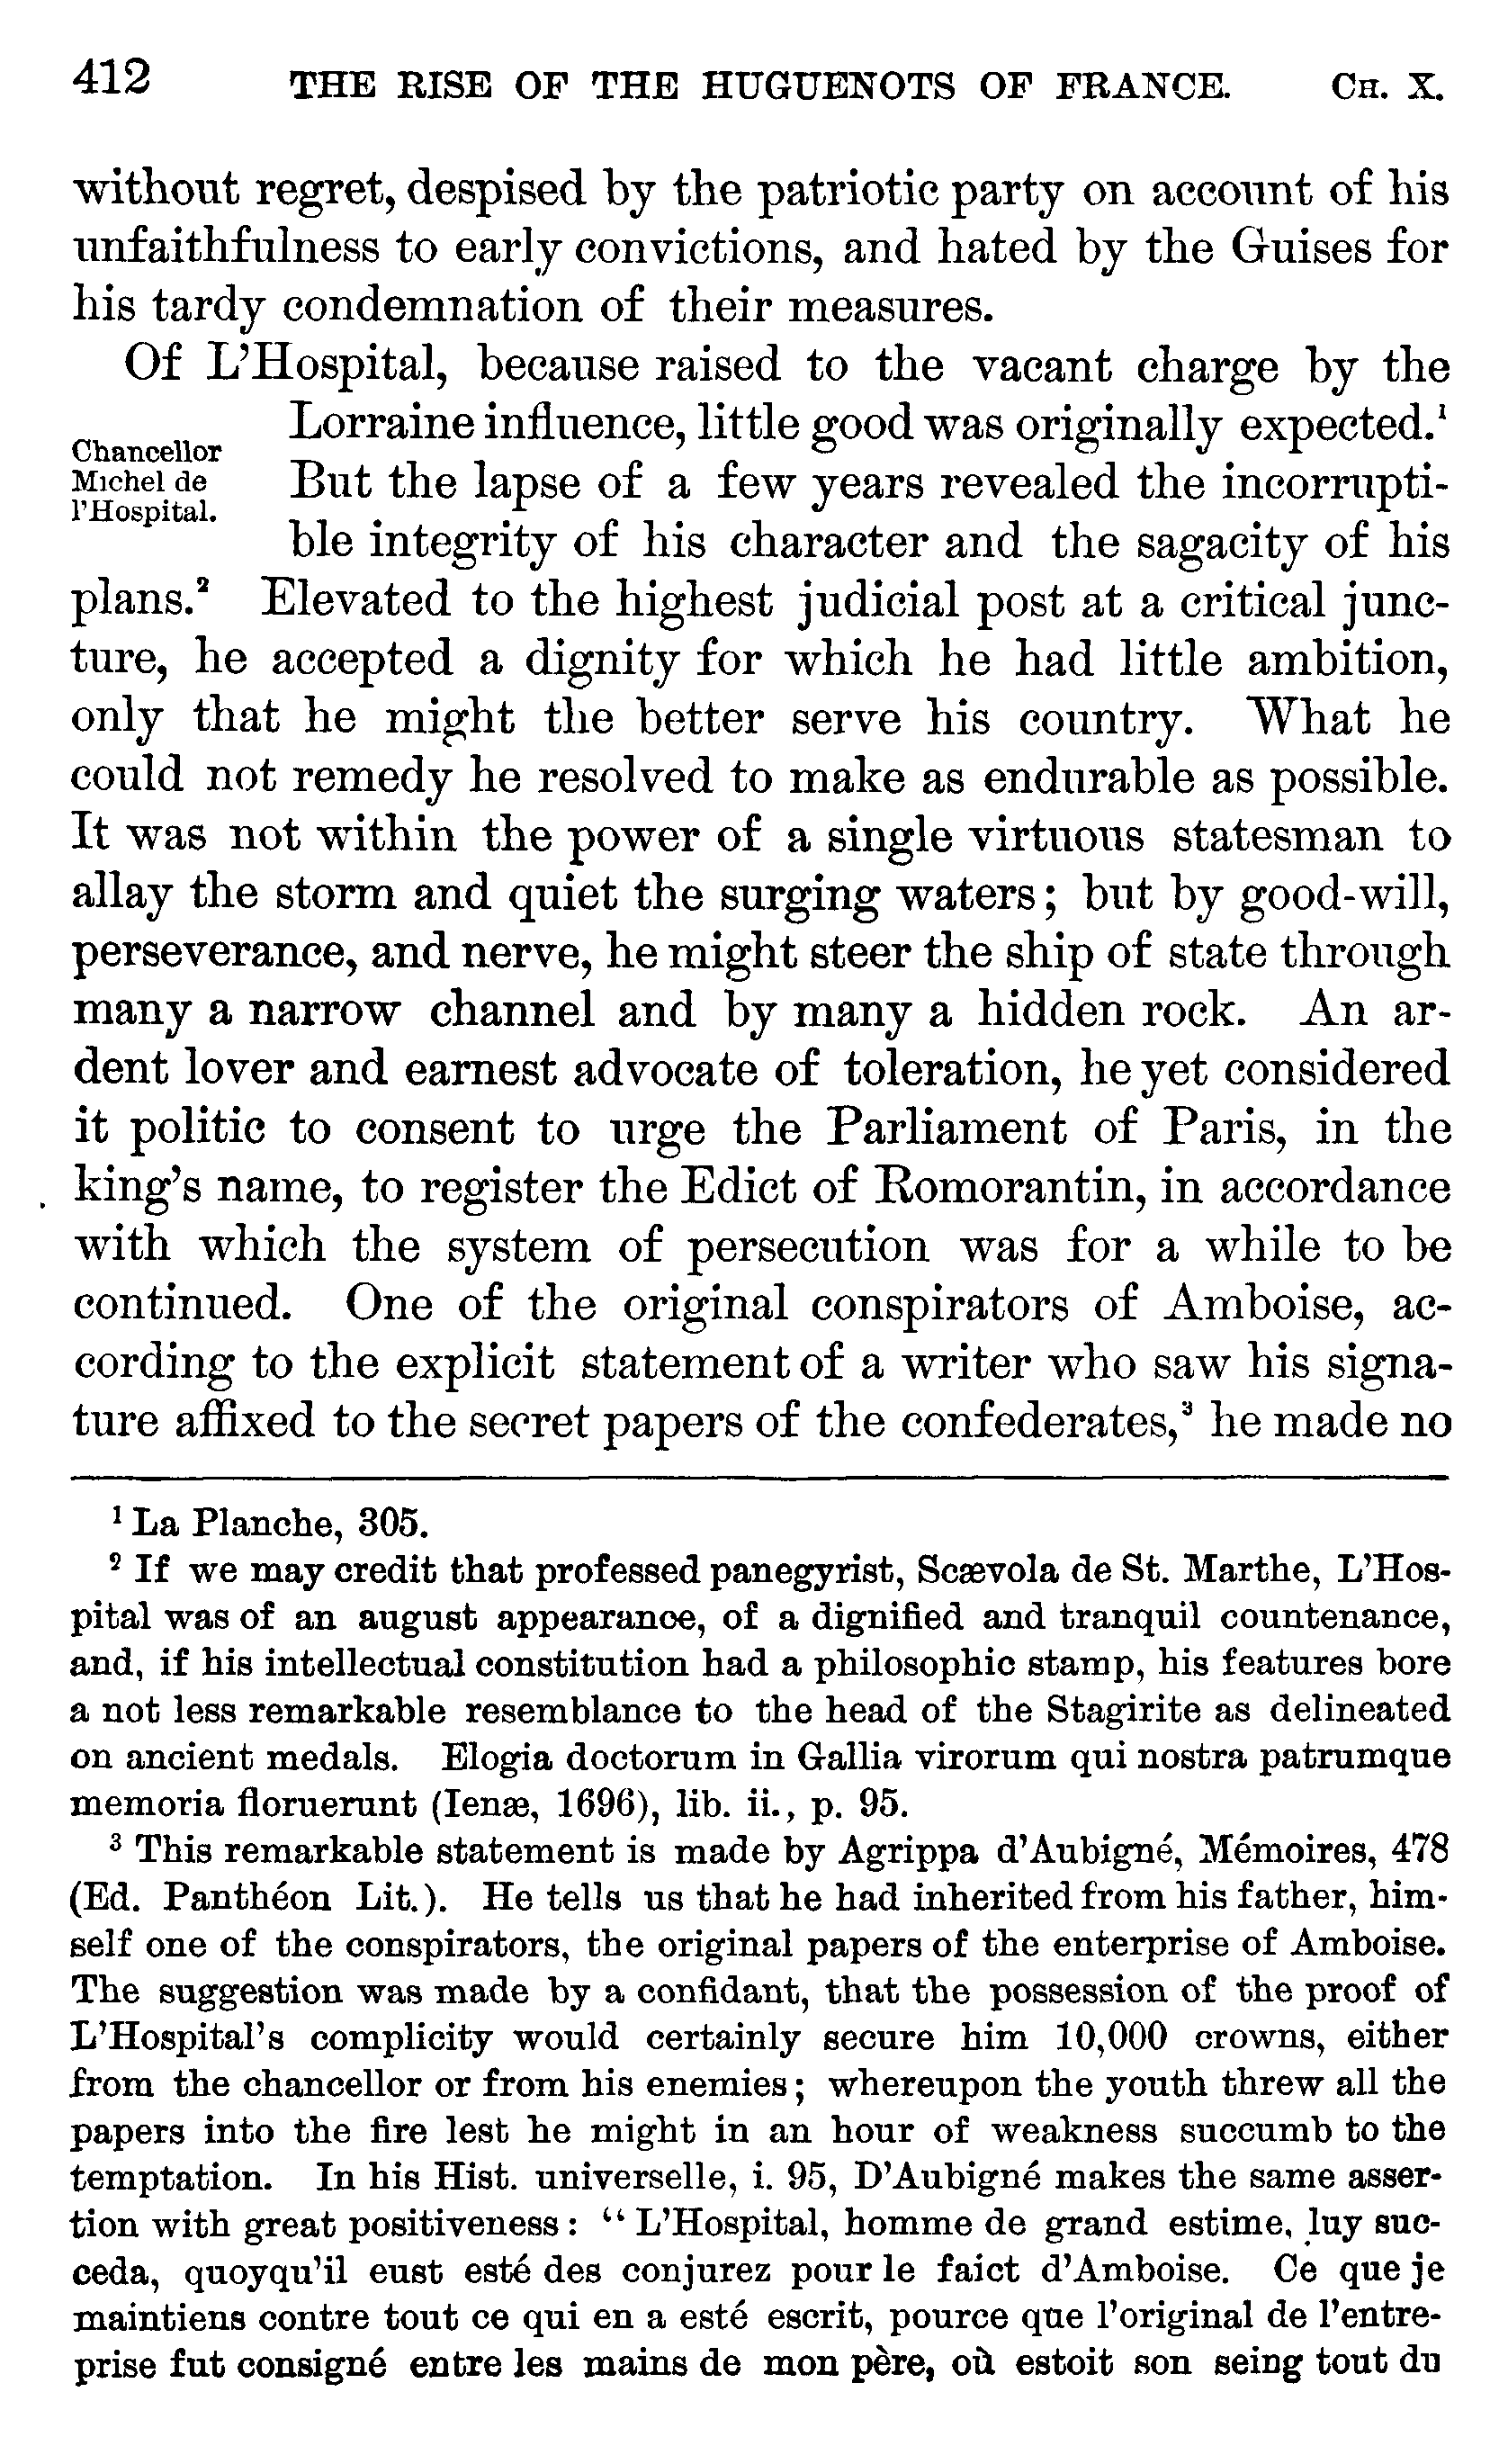 412 THE RISE OF THE HUGUENOTS OF FRANCE. CH. X.
without regret, despised by the patriotic party on account of his
unfaithfulness to early convictions, and hated by the Guises for
his tardy condemnation of their measures.
Of L'Hospital, because raised to the vacant charge by the
Lorraine influence, little good was originally expected.¹
Chancellor
Michel de
l'Hospital.
But the lapse of a few years revealed the incorrupti-
ble integrity of his character and the sagacity of his
plans.² Elevated to the highest judicial post at a critical junc-
ture, he accepted a dignity for which he had little ambition,
only that he might the better serve his country. What he
could not remedy he resolved to make as endurable as possible.
It was not within the power of a single virtuous statesman to
allay the storm and quiet the surging waters; but by good-will,
perseverance, and nerve, he might steer the ship of state through
many a narrow channel and by many a hidden rock. An ar-
dent lover and earnest advocate of toleration, he yet considered
it politic to consent to urge the Parliament of Paris, in the
king's name, to register the Edict of Romorantin, in accordance
with which the system of persecution was for a while to be
continued. One of the original conspirators of Amboise, ac-
cording to the explicit statement of a writer who saw his signa-
ture affixed to the secret papers of the confederates,³ he made no
¹ La Planche, 305.
² If we may credit that professed panegyrist, Scævola de St. Marthe, L'Hos-
pital was of an august appearance, of a dignified and tranquil countenance,
and, if his intellectual constitution had a philosophic stamp, his features bore
a not less remarkable resemblance to the head of the Stagirite as delineated
on ancient medals. Elogia doctorum in Gallia virorum qui nostra patrumque
memoria floruerunt (Ienæ, 1696), lib. ii., p. 95.
³ This remarkable statement is made by Agrippa d'Aubigné, Mémoires, 478
(Ed. Panthéon Lit.). He tells us that he had inherited from his father, him-
self one of the conspirators, the original papers of the enterprise of Amboise.
The suggestion was made by a confidant, that the possession of the proof of
L'Hospital's complicity would certainly secure him 10,000 crowns, either
from the chancellor or from his enemies; whereupon the youth threw all the
papers into the fire lest he might in an hour of weakness succumb to the
temptation. In his Hist. universelle, i. 95, D'Aubigné makes the same asser-
tion with great positiveness: "L'Hospital, homme de grand estime, luy suc-
ceda, quoyqu'il eust esté des conjurez pour le faict d'Amboise. Ce que je
maintiens contre tout ce qui en a esté escrit, pource que l'original de l'entre-
prise fut consigné entre les mains de mon père, où estoit son seing tout du